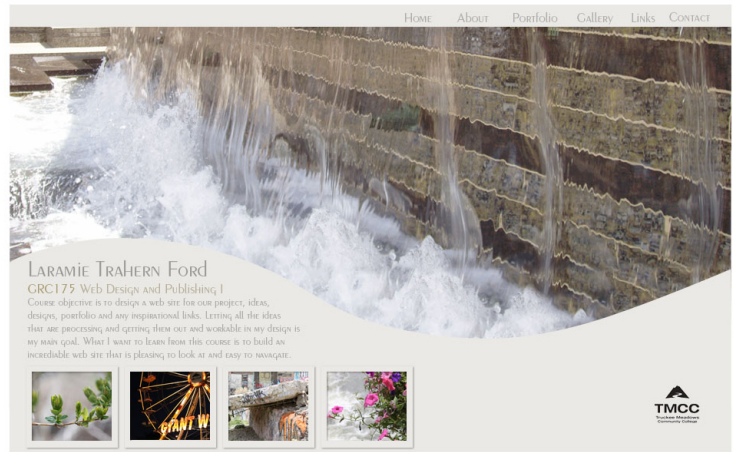 Home About Portfolio Gallery Links Contact
Laramie Trahern Ford
GRC175 Web Design and Publishing I
Course objective is to design a web site for our project, ideas,
designs, portfolio and any inspirational links. Letting all the ideas
that are processing and getting them out and workable in my design is
my main goal. What I want to learn from this course is to build an
incrediable web site that is pleasing to look at and easy to navagate.
GIANT W
TMCC
Truckee Meadows
Community College